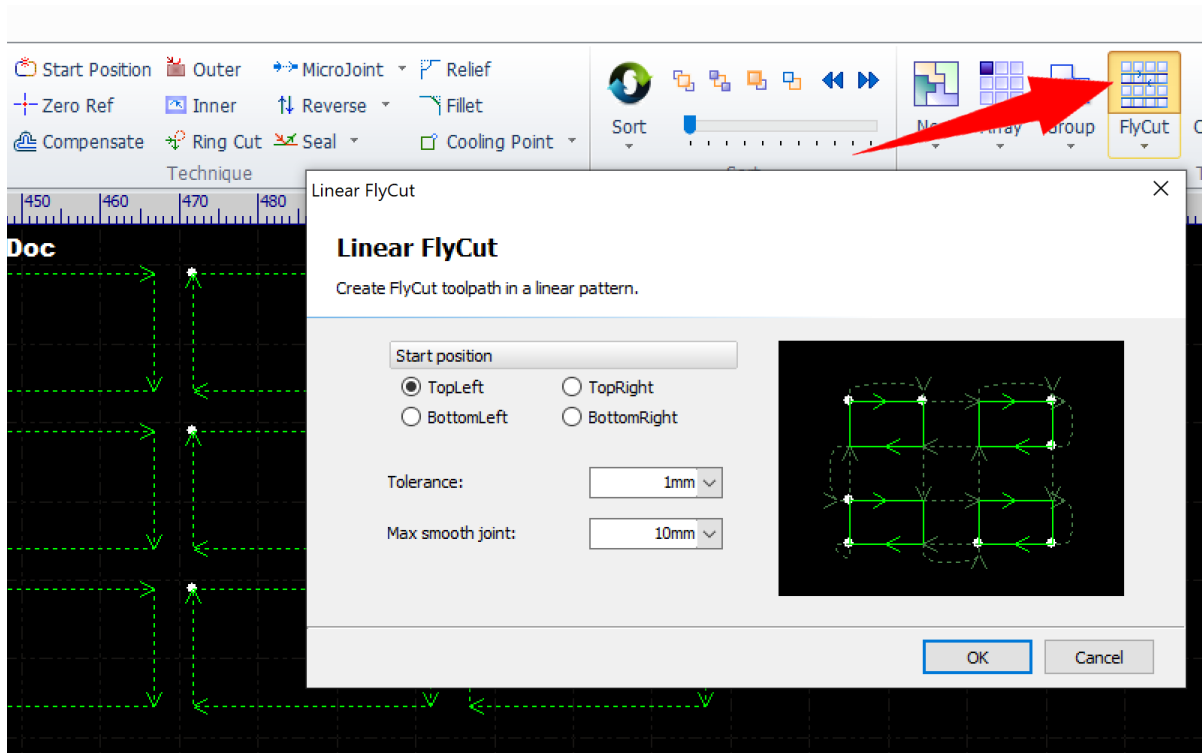 Start Position Outer MicroJoint Relief
Zero Ref Inner Reverse Fillet
Compensate Ring Cut Seal Cooling Point
Technique
Sort
Group
FlyCut
450 460 470 480
Doc
Linear FlyCut
Linear FlyCut
Create FlyCut toolpath in a linear pattern.
Start position
TopLeft TopRight
BottomLeft BottomRight
Tolerance: 1mm
Max smooth joint: 10mm
OK Cancel